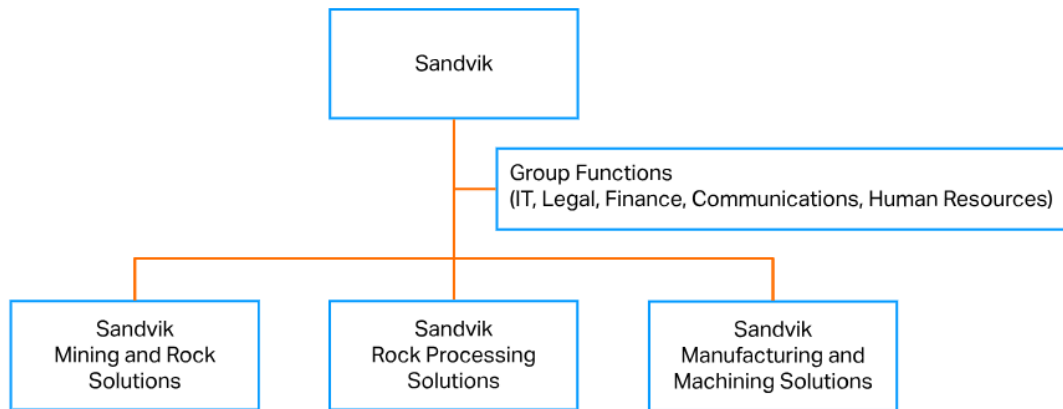 Sandvik
Group Functions
(IT, Legal, Finance, Communications, Human Resources)
Sandvik
Mining and Rock
Solutions
Sandvik
Rock Processing
Solutions
Sandvik
Manufacturing and
Machining Solutions